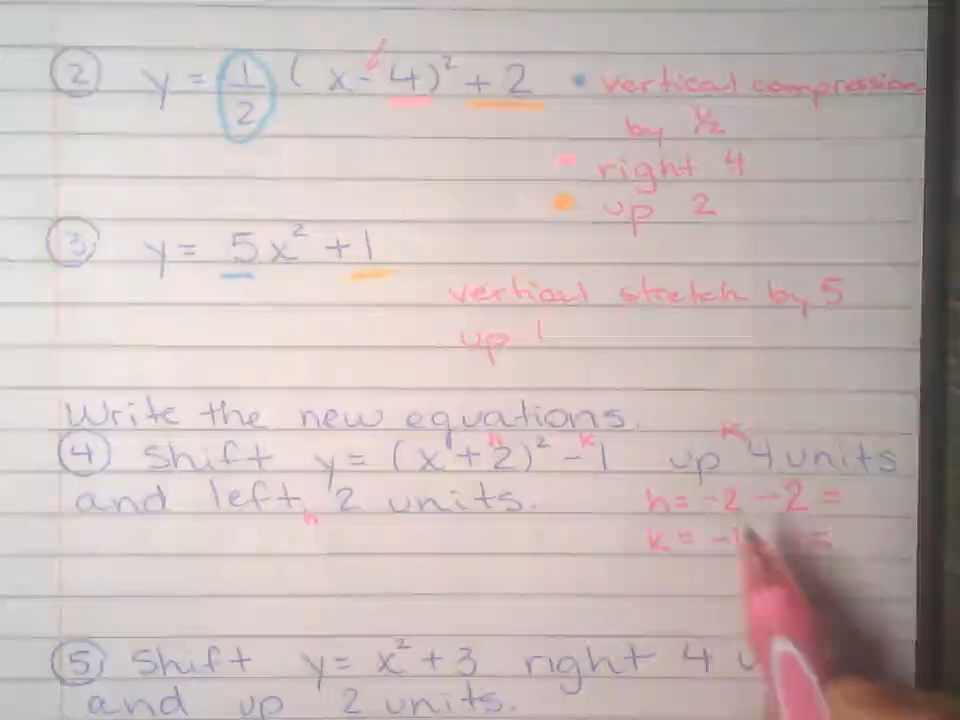 ② y = 1/2 (x - 4)² + 2 • vertical compression
by ½
right 4
up 2
③ y = 5x² + 1
vertical stretch by 5
up 1
Write the new equations.
④ Shift y = (x + 2)² - 1 up 4 units
h k k
and left 2 units.
h
h = -2 - 2 =
k = -1 =
⑤ Shift y = x² + 3 right 4
and up 2 units.